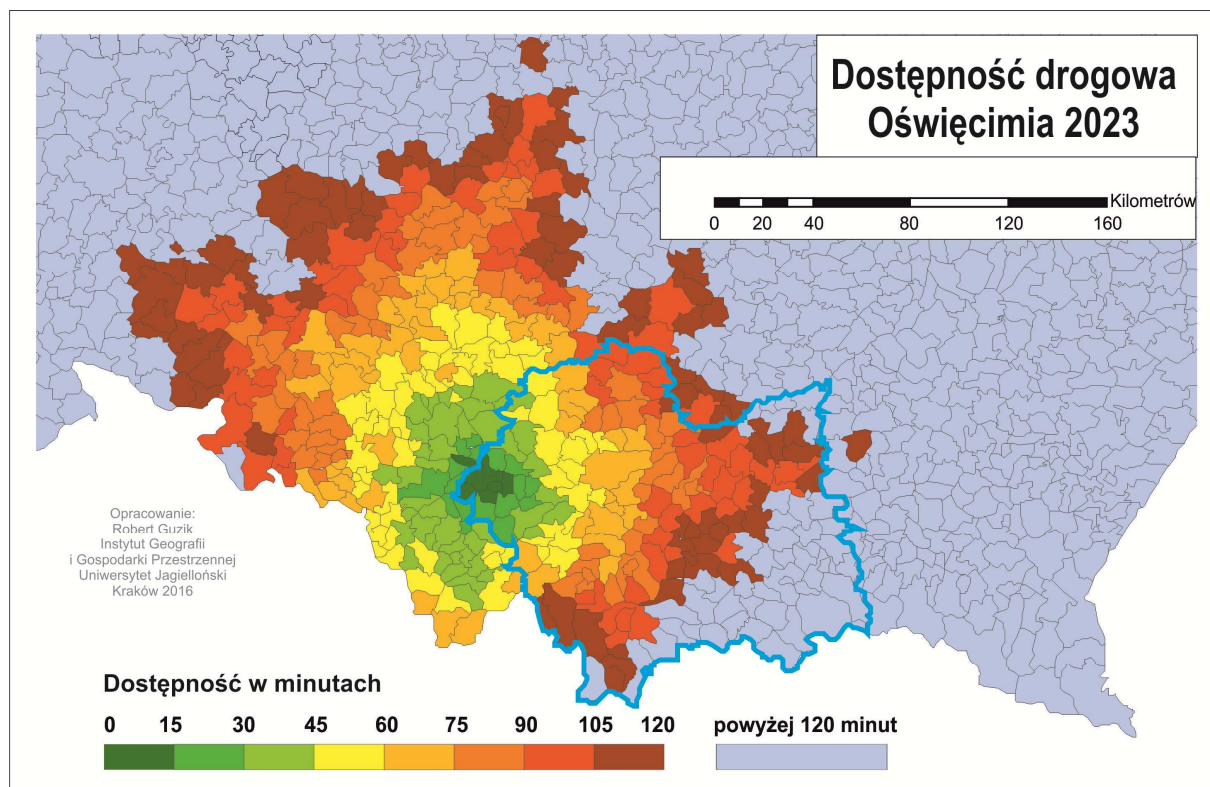 Dostępność drogowa
Oświęcimia 2023
Kilometrów
0 20 40 80 120 160
Opracowanie:
Robert Guzik
Instytut Geografii
i Gospodarki Przestrzennej
Uniwersytet Jagielloński
Kraków 2016
Dostępność w minutach
0 15 30 45 60 75 90 105 120
powyżej 120 minut